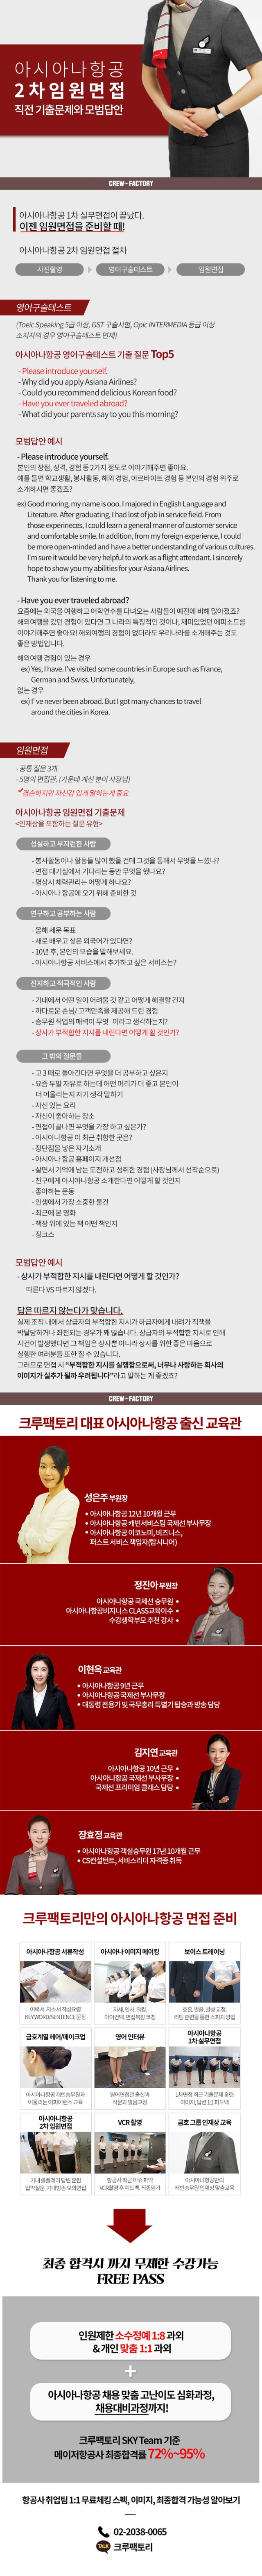 아시아나항공
2차임원면접
직전 기출문제와 모범답안
CREW-FACTORY
아시아나항공 1차 실무면접이 끝났다.
이젠 임원면접을 준비할 때!
아시아나항공 2차 임원면접 절차
사진촬영
영어구술테스트
임원면접
영어구술테스트
(Toeic Speaking 5급 이상, GST 구술시험, Opic INTERMEDIA 등급 이상
소지자의 경우 영어구술테스트 면제)
아시아나항공 영어구술테스트 기출 질문 Top5
- Please introduce yourself.
- Why did you apply Asiana Airlines?
- Could you recommend delicious Korean food?
- Have you ever traveled abroad?
- What did your parents say to you this morning?
모범답안 예시
- Please introduce yourself.
본인의 장점, 성격, 경험 등 2가지 정도로 이야기해주면 좋아요.
예를 들면 학교생활, 봉사활동, 해외 경험, 아르바이트 경험 등 본인의 경험 위주로
소개하시면 좋겠죠?
ex) Good moring, my name is ooo. I majored in English Language and
Literature. After graduated, I had lost of job in service field. From
those experiences, I culd learn a general manner of customer service
and comfortable smile. In addition, from my foreign experience, I could
be more open-minded and have a better understanding of various cultures.
I'm sure it would be very helpful to work as a flight attendant. I sincerely
hope to show you my abilities for your Asiana Airlines.
Thank you for listening to me.
- Have you ever traveled abroad?
요즘에는 외국을 여행하고 어학연수를 다녀오는 사람들이 예전에 비해 많아졌죠?
해외여행을 갔던 경험이 있다면 그 나라의 특징적인 것이나, 재미있었던 에피소드를
이야기해주면 좋아요! 해외여행의 경험이 없더라도 우리나라를 소개해주는 것도
좋은 방법입니다.
해외여행 경험이 있는 경우
ex) Yes, I have. I've visited some countries in Europe such as France,
German and Swiss. Unfortunately,
없는 경우
ex) I' ve never been abroad. But I got many chances to travel
around the cities in Korea.
임원면접
- 공통 질문 3개
- 5명의 면접관. (가운데 계신 분이 사장님)
겸손하지만 자신감 있게 말하는게 중요
아시아나항공 임원면접 기출문제
<인재상을 포함하는 질문 유형>
성실하고 부지런한 사람
- 봉사활동이나 활동들 많이 했을 건데 그것을 통해서 무엇을 느꼈나?
- 면접 대기실에서 기다리는 동안 무엇을 했나요?
- 평상시 체력관리는 어떻게 하나요?
- 아시아나 항공에 오기 위해 준비한 것
연구하고 공부하는 사람
- 올해 세운 목표
- 새로 배우고 싶은 외국어가 있다면?
- 10년 후, 본인의 모습을 말해보세요.
- 아시아나항공 서비스에서 추가하고 싶은 서비스는?
진지하고 적극적인 사람
- 기내에서 어떤 일이 어려울 것 같고 어떻게 해결할 건지
- 까다로운 손님/ 고객만족을 제공해 드린 경험
- 승무원 직업의 매력이 무엇 이라고 생각하는지?
- 상사가 부적합한 지시를 내린다면 어떻게 할 것인가?
그 밖의 질문들
- 고 3 때로 돌아간다면 무엇을 더 공부하고 싶은지
- 요즘 두발 자유로 하는데 어떤 머리가 더 좋고 본인이
더 어울리는지 자기 생각 말하기
- 자신 있는 요리
- 자신이 좋아하는 장소
- 면접이 끝나면 무엇을 가장 하고 싶은가?
- 아시아나항공 이 최근 취항한 곳은?
- 장단점을 넣은 자기소개
- 아시아나 항공 홈페이지 개선점
- 살면서 기억에 남는 도전하고 성취한 경험 (사장님께서 선착순으로)
- 친구에게 아시아나항공 소개한다면 어떻게 할 것인지
- 좋아하는 운동
- 인생에서 가장 소중한 물건
- 최근에 본 영화
- 책장 위에 있는 책 어떤 책인지
- 징크스
모범답안 예시
- 상사가 부적합한 지시를 내린다면 어떻게 할 것인가?
따른다 VS 따르지 않겠다.
답은 따르지 않는다가 맞습니다.
실제 조직 내에서 상급자의 부적합한 지시가 하급자에게 내려가 직책을
박탈당하거나 좌천되는 경우가 꽤 많습니다. 상급자의 부적합한 지시로 인해
사건이 발생했다면 그 책임은 상사뿐 아니라 상사를 위한 좋은 마음으로
실행한 여러분들 또한 질 수 있습니다.
그러므로 면접 시 "부적합한 지시를 실행함으로써, 너무나 사랑하는 회사의
이미지가 실추가 될까 우려됩니다"라고 말하는 게 좋겠죠?
CREW-FACTORY
크루팩토리 대표 아시아나항공 출신 교육관
성은주 부원장
• 아시아나항공 12년 10개월 근무
• 아시아나항공 캐빈서비스팀 국제선 부사무장
• 아시아나항공 이코노미, 비즈니스,
퍼스트 서비스 책임자(탑시니어)
정진아 부원장
아시아나항공 국제선 승무원 •
아시아나항공비지니스 CLASS교육이수 •
수강생학부모 추천 강사 •
이현옥 교육관
• 아시아나항공 9년 근무
• 아시아나항공 국제선 부사무장
• 대통령 전용기 및 국무총리 특별기 탑승과 방송 담당
김지연 교육관
아시아나항공 10년 근무 •
아시아나항공 국제선 부사무장 •
국제선 프리미엄 클래스 담당 •
장효정 교육관
• 아시아나항공 객실승무원 17년 10개월 근무
• CS컨설턴트, 서비스리더 자격증 취득
크루팩토리만의 아시아나항공 면접 준비
아시아나항공 서류작성
아시아나 이미지 메이킹
보이스 트레이닝
이력서, 자소서 작성요령
KEY WORD/SENTENCE 문항
자세, 인사, 워킹,
아이컨택, 면접복장 코칭
호흡, 발음, 발성 교정,
리딩 훈련을 통한 스피치 방법
금호계열 헤어/메이크업
영어 인터뷰
아시아나항공
1차 실무면접
아시아나항공 캐빈승무원과
어울리는 어피어런스 교육
영어면접관 출신과
작문과 발음교정
1차면접 최근 기출문제 훈련
이미지, 답변 1:1 피드백
아시아나항공
2차 임원면접
VCR 촬영
금호 그룹 인재상 교육
기내 롤플레이 답변 훈련
압박질문, 기내방송 모의면접
항공사 최근 이슈 파악
VCR촬영 후 피드백, 최종평가
아시아나항공만의
캐빈승무원 인재상 맞춤교육
최종 합격시 까지 무제한 수강가능
FREE PASS
인원제한 소수정예 1:8 과외
& 개인 맞춤 1:1 과외
+
아시아나항공 채용 맞춤 고난이도 심화과정,
채용대비과정까지!
크루팩토리 SKY Team 기준
메이저항공사 최종합격률 72%~95%
항공사 취업팀 1:1 무료체킹 스펙, 이미지, 최종합격 가능성 알아보기
02-2038-0065
TALK 크루팩토리